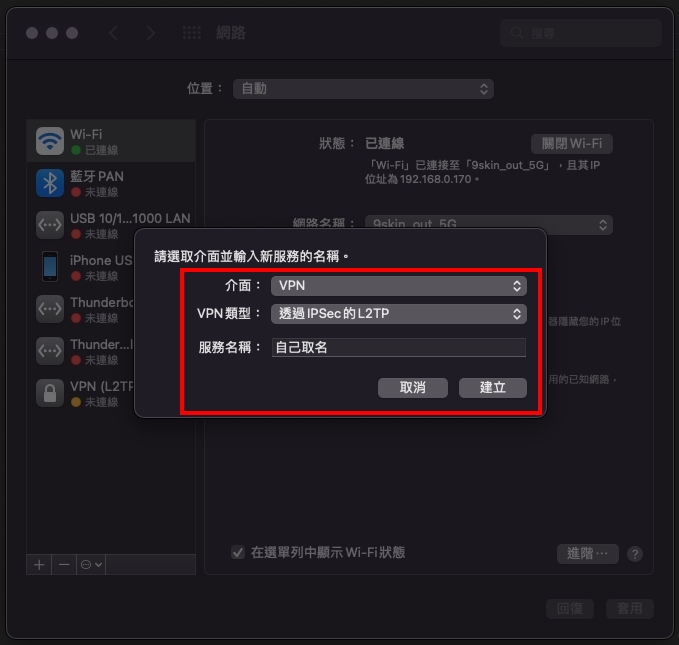 網路
搜尋
位置：
自動
Wi-Fi
已連線
藍牙 PAN
未連線
USB 10/1...1000 LAN
未連線
iPhone US
未連線
Thunderbo
未連線
Thunder...l
未連線
VPN (L2TP
未連線
狀態：
已連線
關閉 Wi-Fi
「Wi-Fi」已連接至「9skin_out_5G」，且其 IP
位址為 192.168.0.170。
網路名稱：
9skin_out_5G
器隱藏您的 IP 位
用的已知網路，
請選取介面並輸入新服務的名稱。
介面：
VPN
VPN 類型：
透過 IPSec 的 L2TP
服務名稱：
自己取名
取消
建立
在選單列中顯示 Wi-Fi 狀態
進階…
?
回復
套用